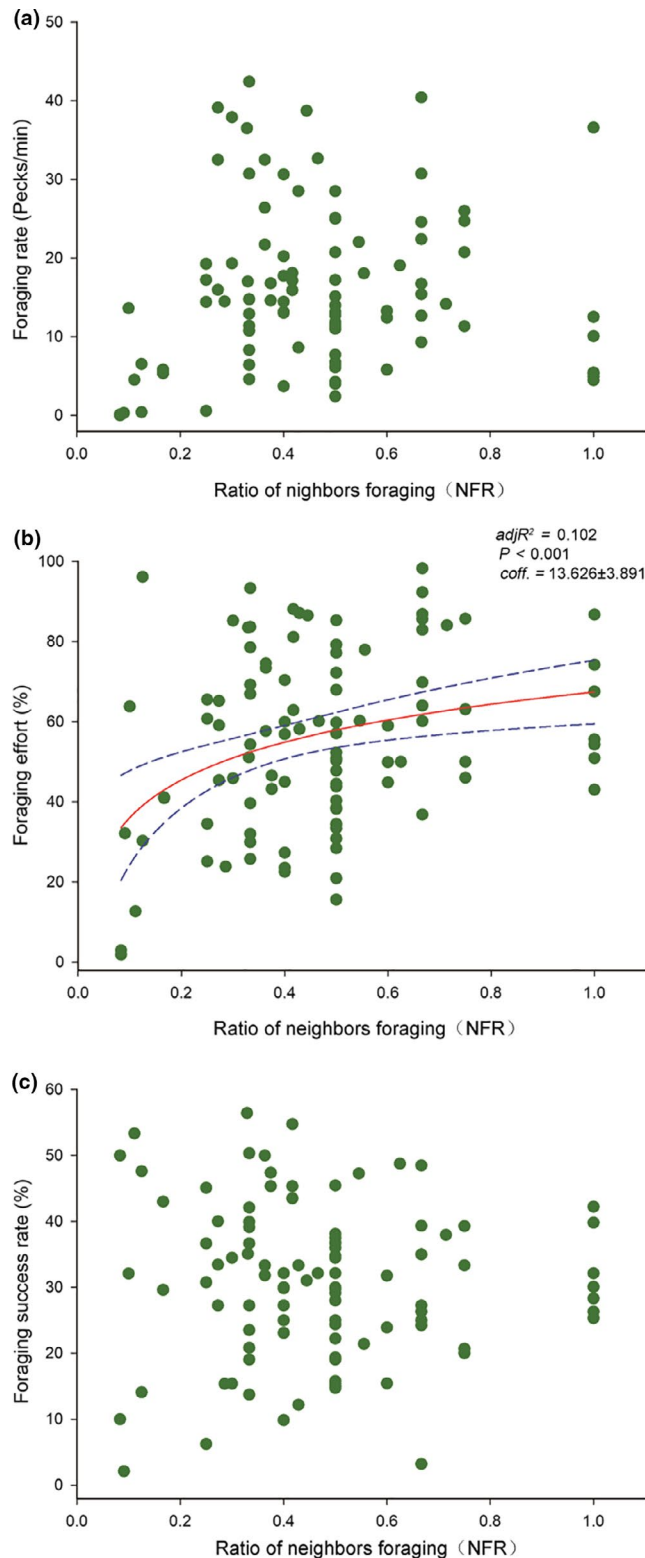 (a)
50
40
30
20
10
0
Foraging rate (Pecks/min)
0.0 0.2 0.4 0.6 0.8 1.0
Ratio of nighbors foraging（NFR）
(b)
adjR² = 0.102
P < 0.001
coff. = 13.626±3.891
100
80
60
40
20
0
Foraging effort (%)
0.0 0.2 0.4 0.6 0.8 1.0
Ratio of neighbors foraging（NFR）
(c)
60
50
40
30
20
10
0
Foraging success rate (%)
0.0 0.2 0.4 0.6 0.8 1.0
Ratio of neighbors foraging（NFR）